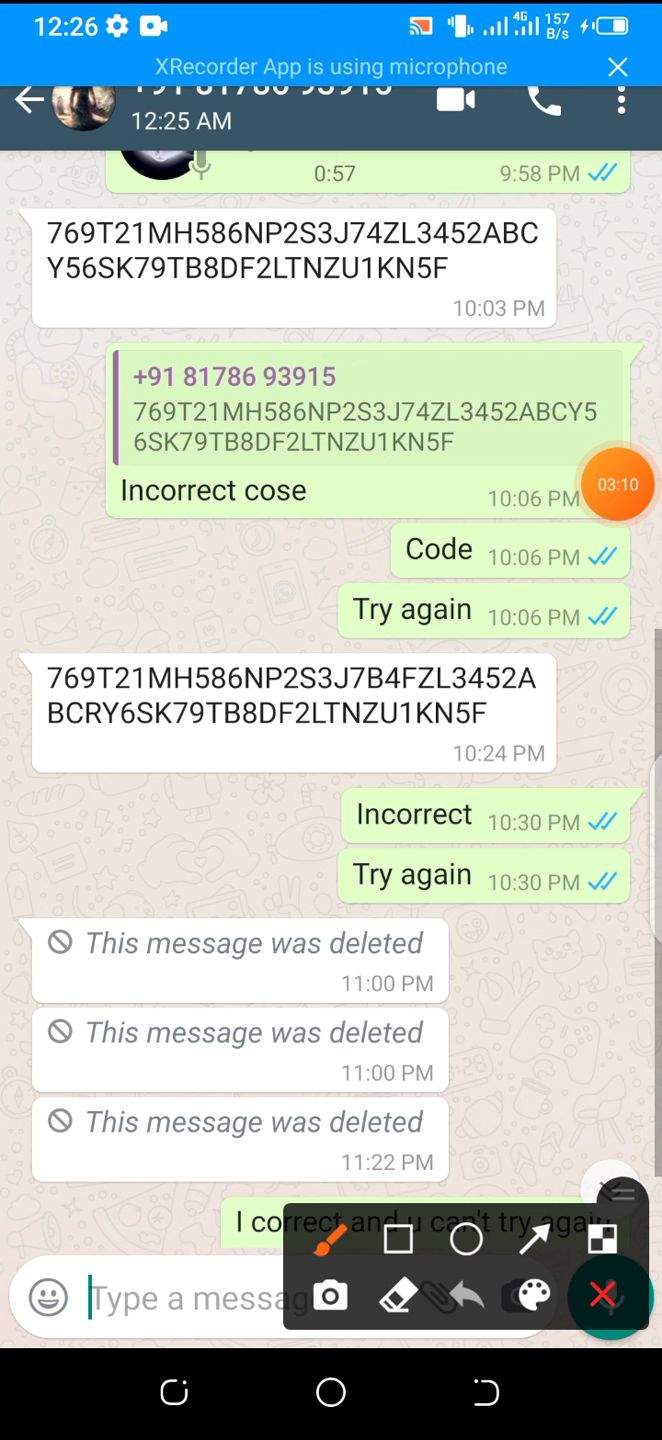 12:26
4G 157 B/s
XRecorder App is using microphone
12:25 AM
0:57 9:58 PM
769T21MH586NP2S3J74ZL3452ABC
Y56SK79TB8DF2LTNZU1KN5F
10:03 PM
+91 81786 93915
769T21MH586NP2S3J74ZL3452ABCY5
6SK79TB8DF2LTNZU1KN5F
Incorrect cose 10:06 PM
03:10
Code 10:06 PM
Try again 10:06 PM
769T21MH586NP2S3J7B4FZL3452A
BCRY6SK79TB8DF2LTNZU1KN5F
10:24 PM
Incorrect 10:30 PM
Try again 10:30 PM
This message was deleted
11:00 PM
This message was deleted
11:00 PM
This message was deleted
11:22 PM
I correct and u can't try again
Type a message